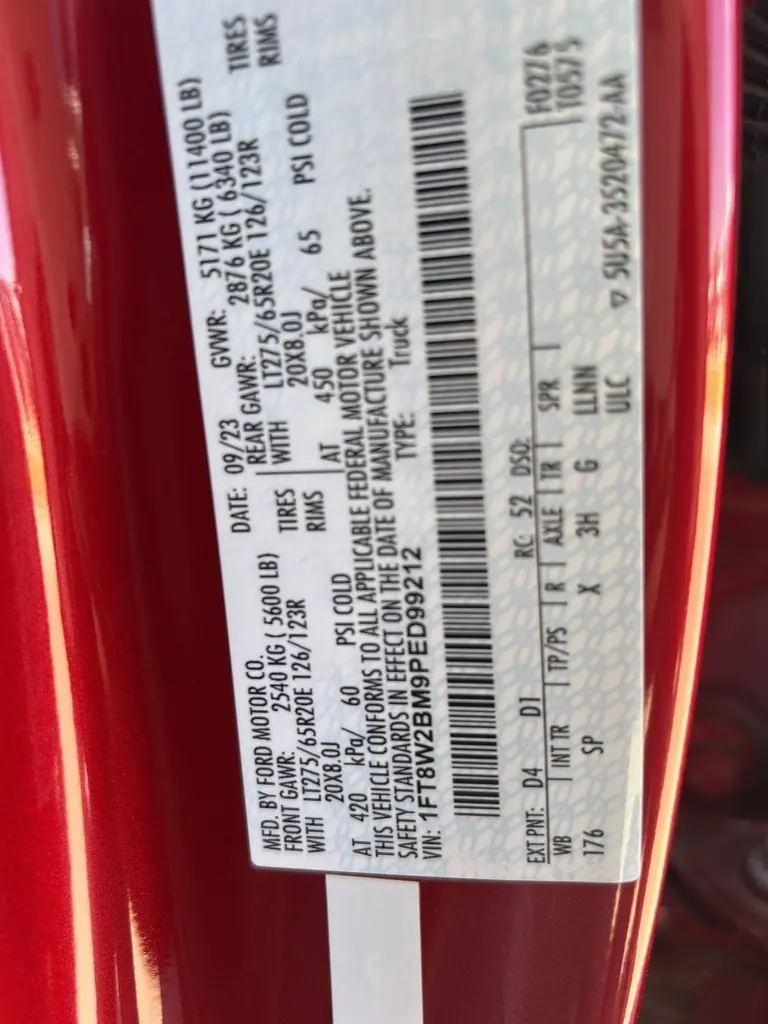 MFD. BY FORD MOTOR CO.
DATE: 09/23 GVWR: 5171 KG (11400 LB)
FRONT GAWR: 2540 KG ( 5600 LB) REAR GAWR: 2876 KG ( 6340 LB)
WITH LT275/65R20E 126/123R TIRES WITH LT275/65R20E 126/123R TIRES
20X8.0J RIMS 20X8.0J RIMS
AT 420 kPa/ 60 PSI COLD AT 450 kPa/ 65 PSI COLD
THIS VEHICLE CONFORMS TO ALL APPLICABLE FEDERAL MOTOR VEHICLE
SAFETY STANDARDS IN EFFECT ON THE DATE OF MANUFACTURE SHOWN ABOVE.
VIN: 1FT8W2BM9PED99212 TYPE: Truck
F0276
T0575
EXT PNT: D4 D1 RC: 52 DSO:
WB INT TR TP/PS R AXLE TR SPR
176 SP X 3H G LLNN
ULC ▽ 5U5A-3520472-AA